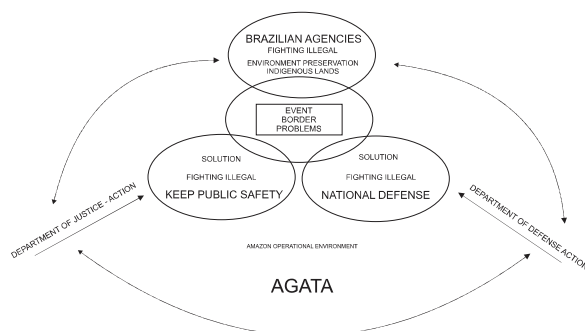 BRAZILIAN AGENCIES
FIGHTING ILLEGAL
ENVIRONMENT PRESERVATION
INDIGENOUS LANDS
EVENT
BORDER
PROBLEMS
SOLUTION
FIGHTING ILLEGAL
KEEP PUBLIC SAFETY
SOLUTION
FIGHTING ILLEGAL
NATIONAL DEFENSE
DEPARTMENT OF JUSTICE - ACTION
DEPARTMENT OF DEFENSE ACTION
AMAZON OPERATIONAL ENVIRONMENT
AGATA